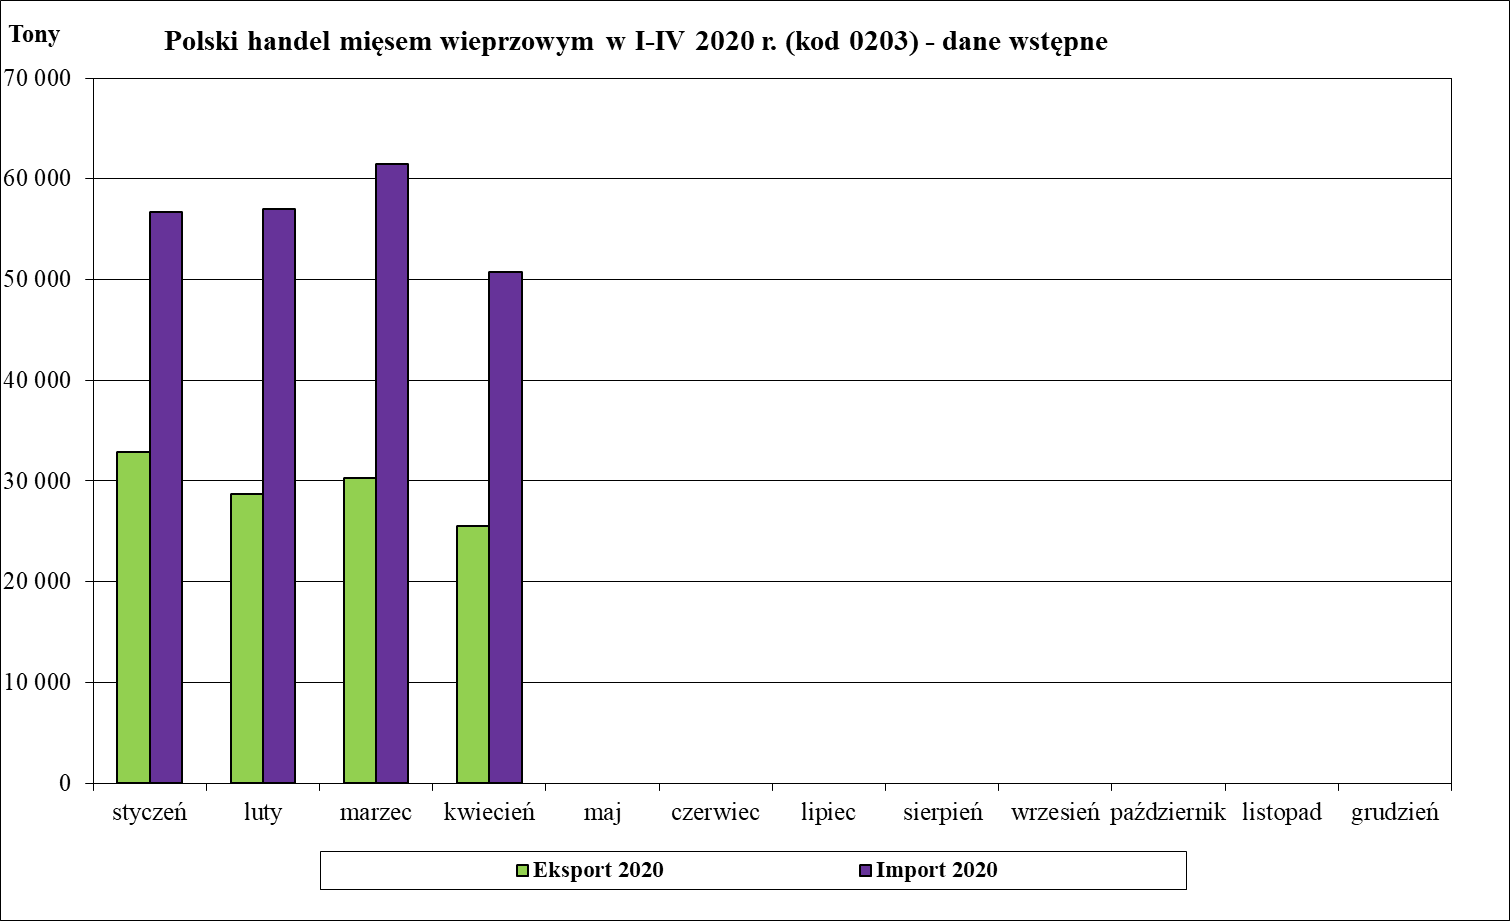 Tony
Polski handel mięsem wieprzowym w I-IV 2020 r. (kod 0203) - dane wstępne
70 000
60 000
50 000
40 000
30 000
20 000
10 000
0
styczeń luty marzec kwiecień maj czerwiec lipiec sierpień wrzesień październik listopad grudzień
Eksport 2020 Import 2020